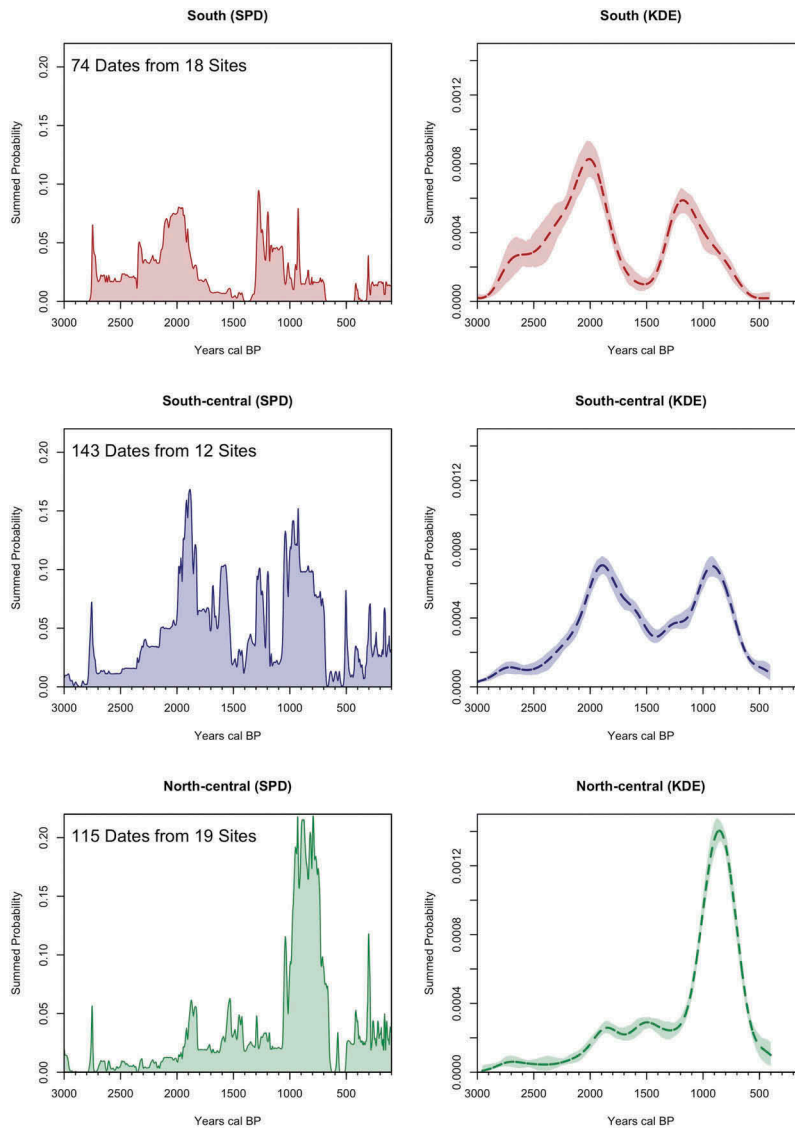 South (SPD)
74 Dates from 18 Sites
Summed Probability
0.00 0.05 0.10 0.15 0.20
3000 2500 2000 1500 1000 500
Years cal BP
South (KDE)
Summed Probability
0.0000 0.0004 0.0008 0.0012
3000 2500 2000 1500 1000 500
Years cal BP
South-central (SPD)
143 Dates from 12 Sites
Summed Probability
0.00 0.05 0.10 0.15 0.20
3000 2500 2000 1500 1000 500
Years cal BP
South-central (KDE)
Summed Probability
0.0000 0.0004 0.0008 0.0012
3000 2500 2000 1500 1000 500
Years cal BP
North-central (SPD)
115 Dates from 19 Sites
Summed Probability
0.00 0.05 0.10 0.15 0.20
3000 2500 2000 1500 1000 500
Years cal BP
North-central (KDE)
Summed Probability
0.0000 0.0004 0.0008 0.0012
3000 2500 2000 1500 1000 500
Years cal BP